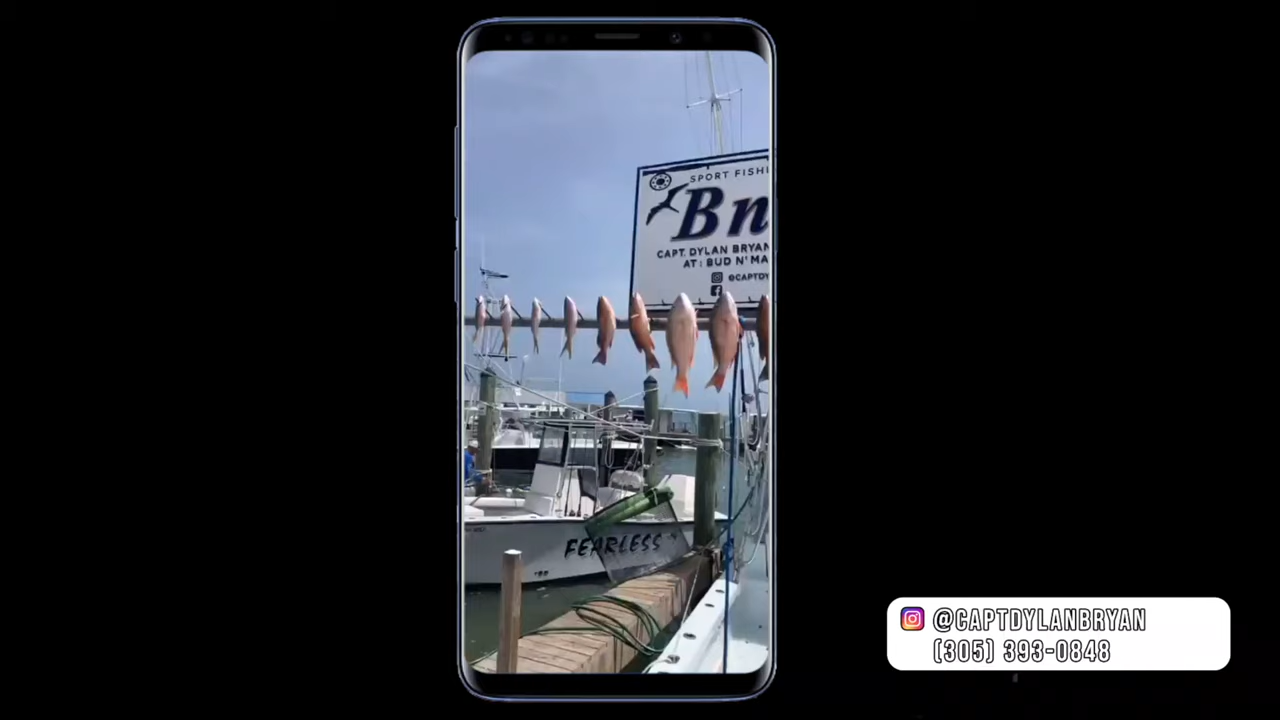 SPORT FISHI
Bn
CAPT. DYLAN BRYAN
AT: BUD N' MA
@CAPTDY
FEARLESS
@CAPTDYLANBRYAN
(305) 393-0848